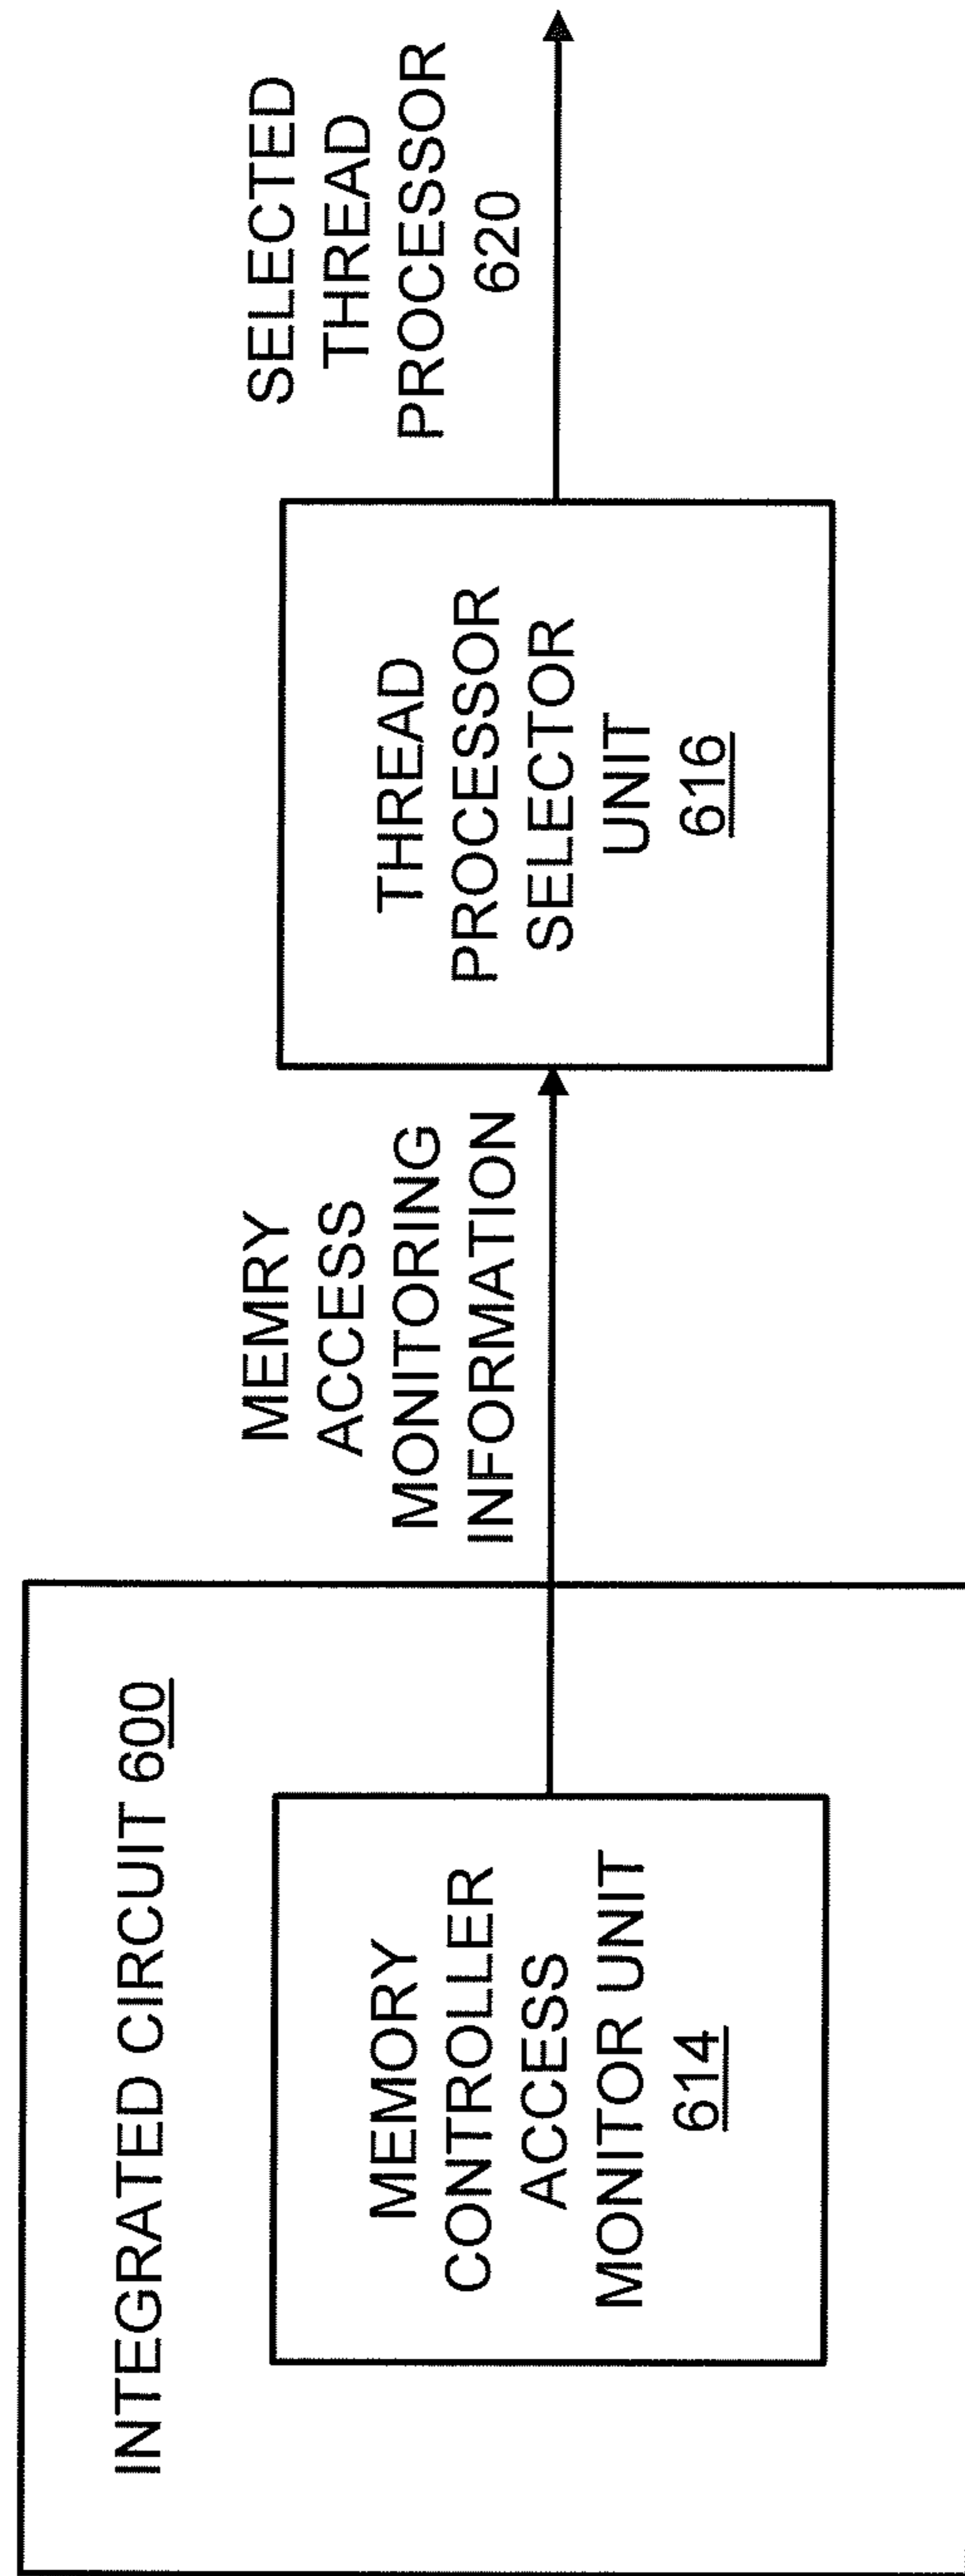 INTEGRATED CIRCUIT 600
MEMORY
CONTROLLER
ACCESS
MONITOR UNIT
614
MEMRY
ACCESS
MONITORING
INFORMATION
THREAD
PROCESSOR
SELECTOR
UNIT
616
SELECTED
THREAD
PROCESSOR
620